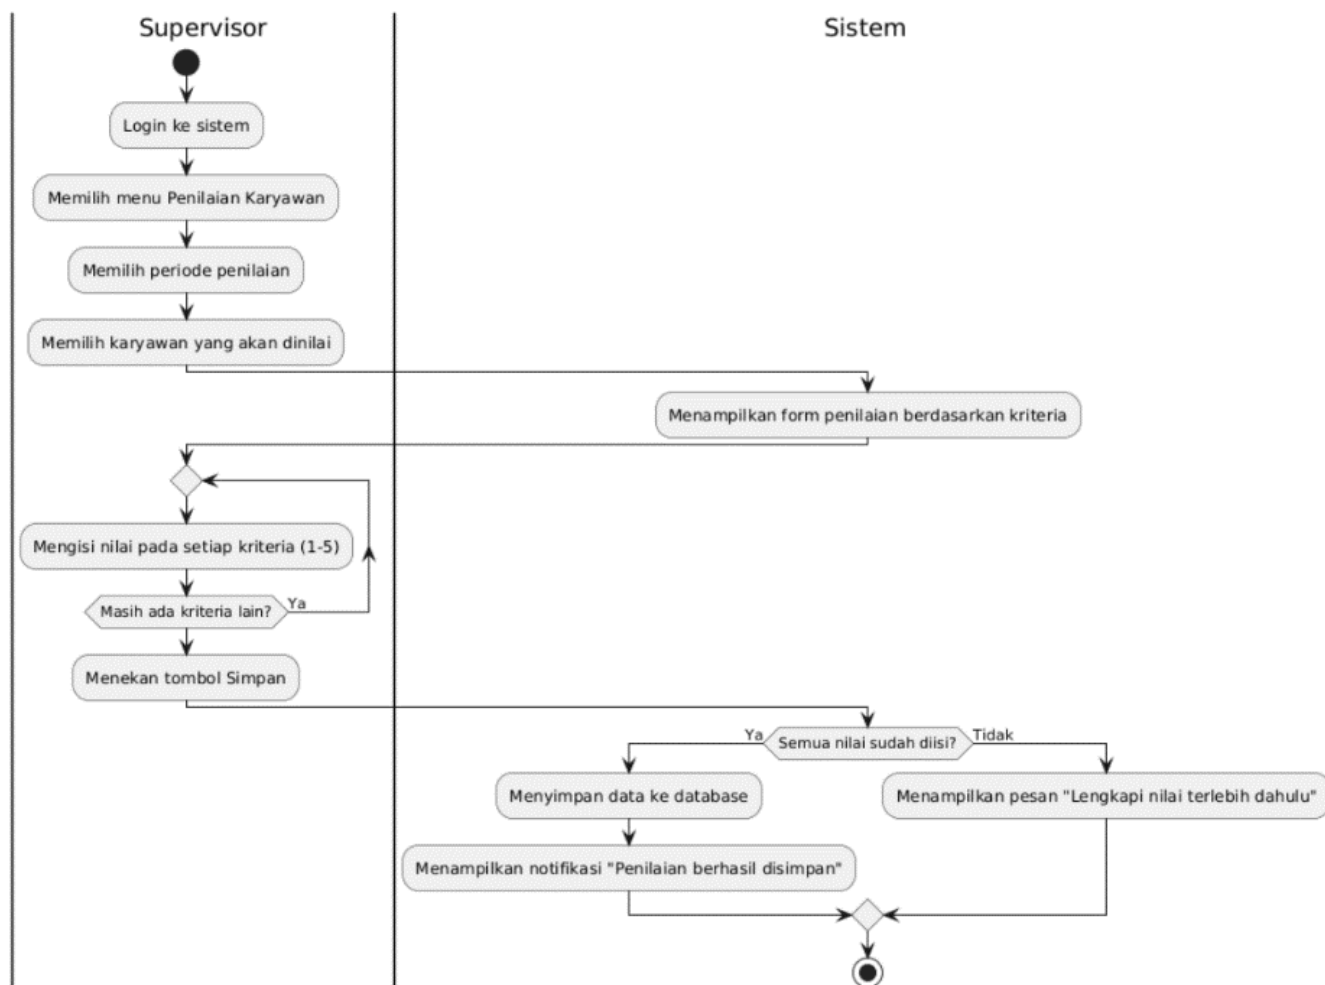 Supervisor
Sistem
Login ke sistem
Memilih menu Penilaian Karyawan
Memilih periode penilaian
Memilih karyawan yang akan dinilai
Menampilkan form penilaian berdasarkan kriteria
Mengisi nilai pada setiap kriteria (1-5)
Masih ada kriteria lain?
Ya
Menekan tombol Simpan
Ya
Semua nilai sudah diisi?
Tidak
Menyimpan data ke database
Menampilkan pesan "Lengkapi nilai terlebih dahulu"
Menampilkan notifikasi "Penilaian berhasil disimpan"